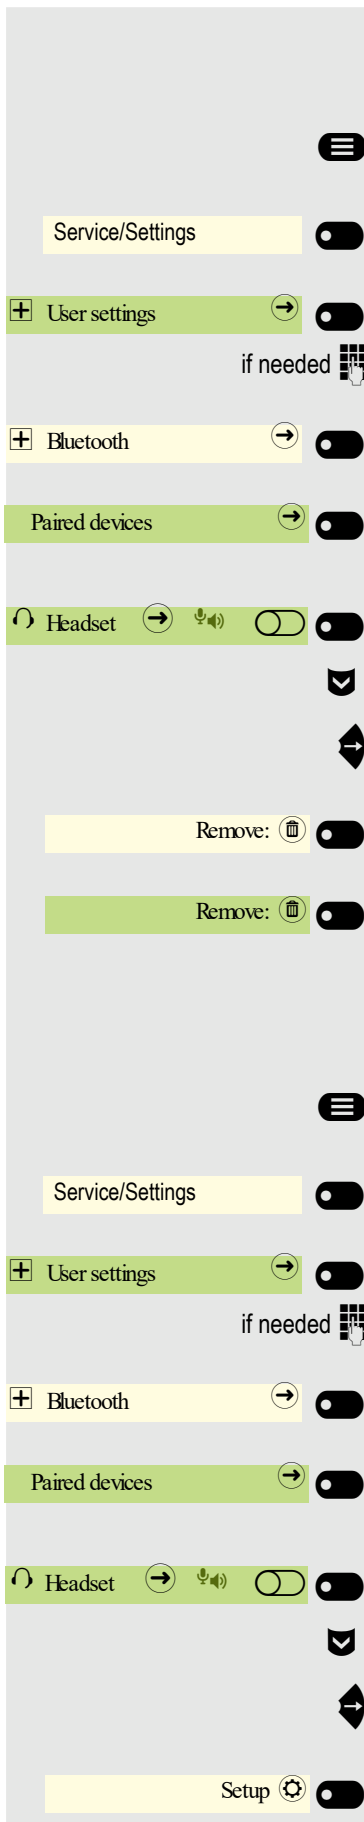 Service/Settings
User settings
if needed
Bluetooth
Paired devices
Headset
Remove:
Remove:
Service/Settings
User settings
if needed
Bluetooth
Paired devices
Headset
Setup